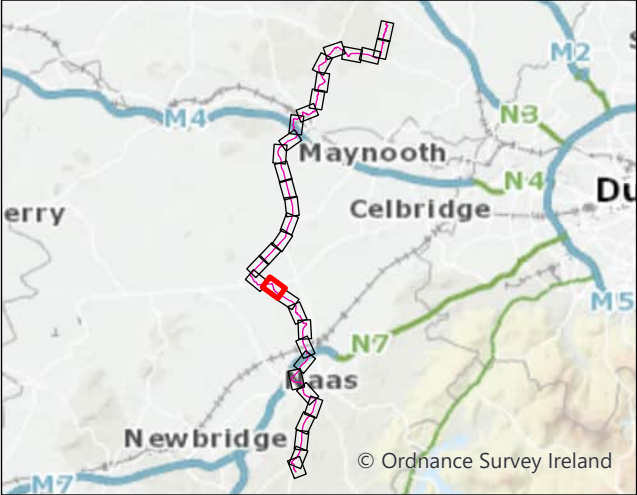 M2
N3
M4
Maynooth
N4
Du
Celbridge
erry
M5
N7
Naas
Newbridge
© Ordnance Survey Ireland
M7